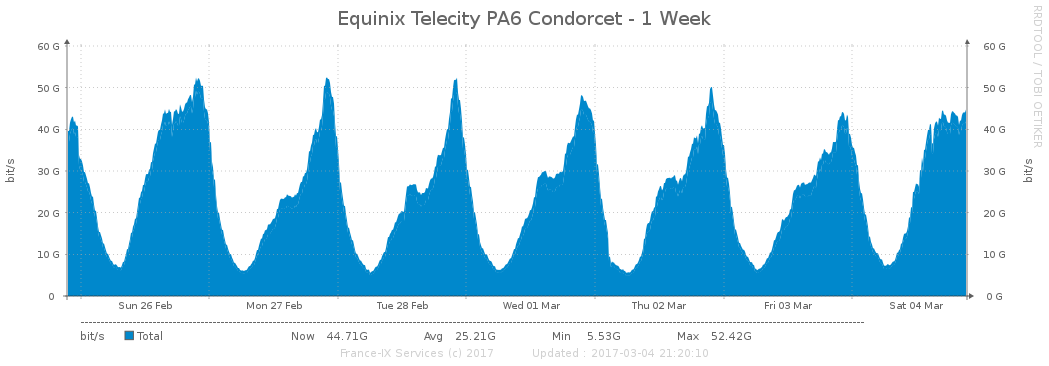 Equinix Telecity PA6 Condorcet - 1 Week
RRDTOOL / TOBI OETIKER
60 G 60 G
50 G 50 G
40 G 40 G
30 G 30 G
20 G 20 G
10 G 10 G
0 0 G
bit/s bit/s
Sun 26 Feb Mon 27 Feb Tue 28 Feb Wed 01 Mar Thu 02 Mar Fri 03 Mar Sat 04 Mar
bit/s Total Now 44.71G Avg 25.21G Min 5.53G Max 52.42G
France-IX Services (c) 2017 Updated : 2017-03-04 21:20:10